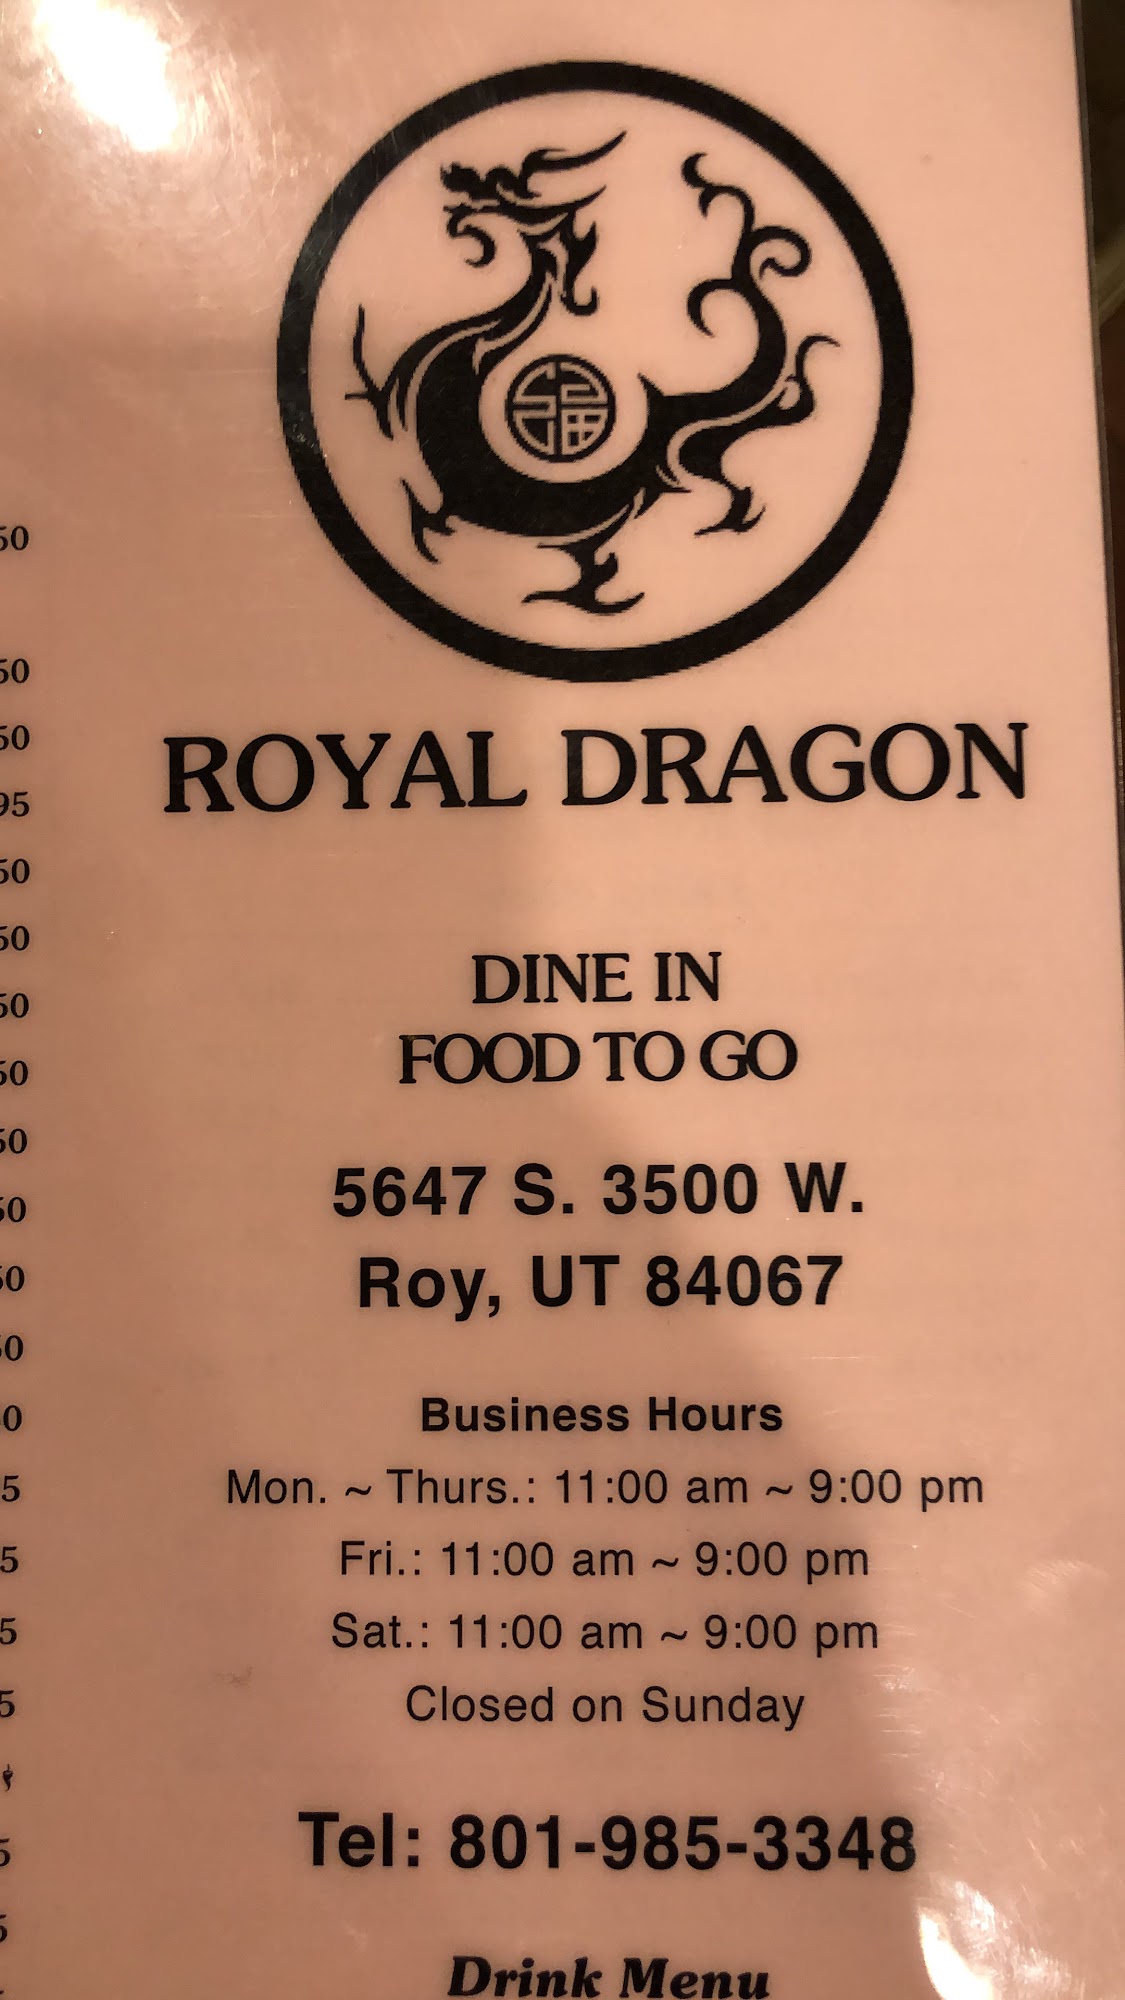 ROYAL DRAGON
DINE IN
FOOD TO GO
5647 S. 3500 W.
Roy, UT 84067
Business Hours
Mon. ~ Thurs.: 11:00 am ~ 9:00 pm
Fri.: 11:00 am ~ 9:00 pm
Sat.: 11:00 am ~ 9:00 pm
Closed on Sunday
Tel: 801-985-3348
Drink Menu